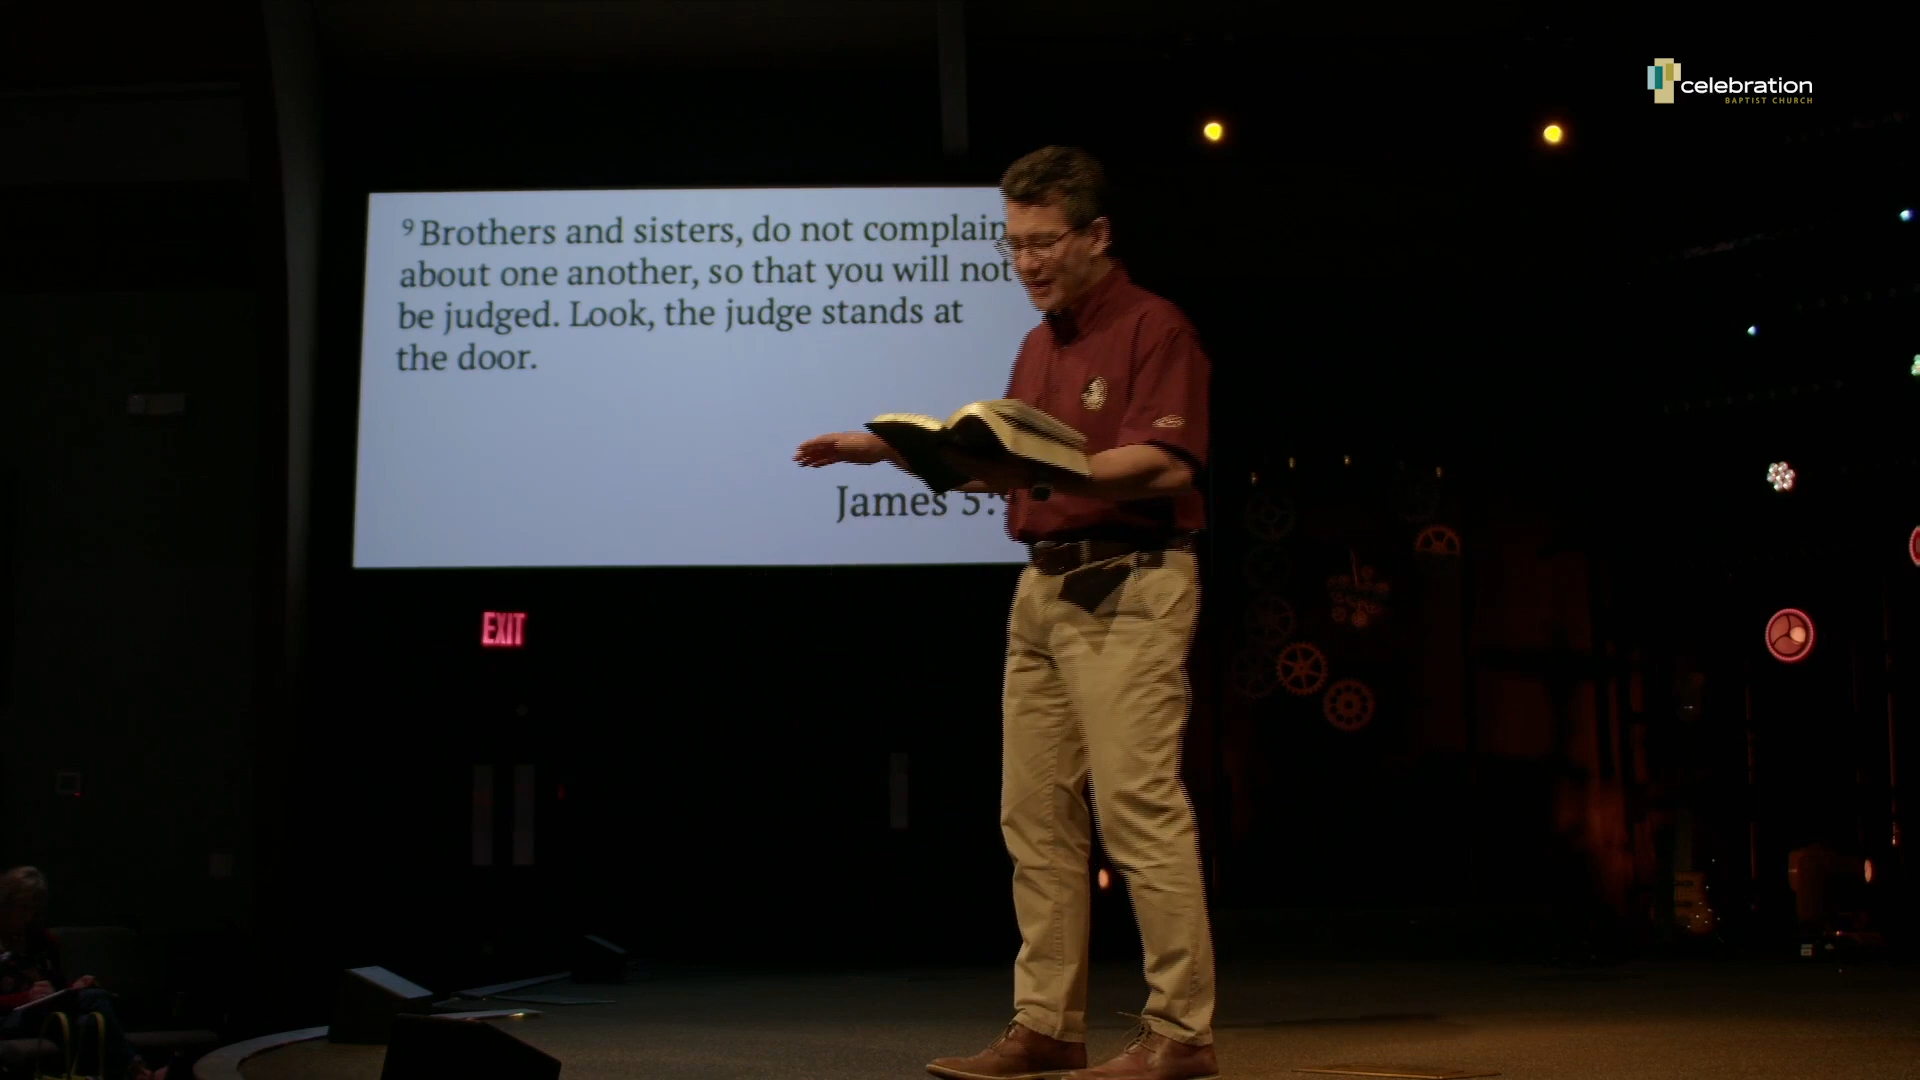 celebration
BAPTIST CHURCH
9 Brothers and sisters, do not complain
about one another, so that you will not
be judged. Look, the judge stands at
the door.
James 5:
EXIT